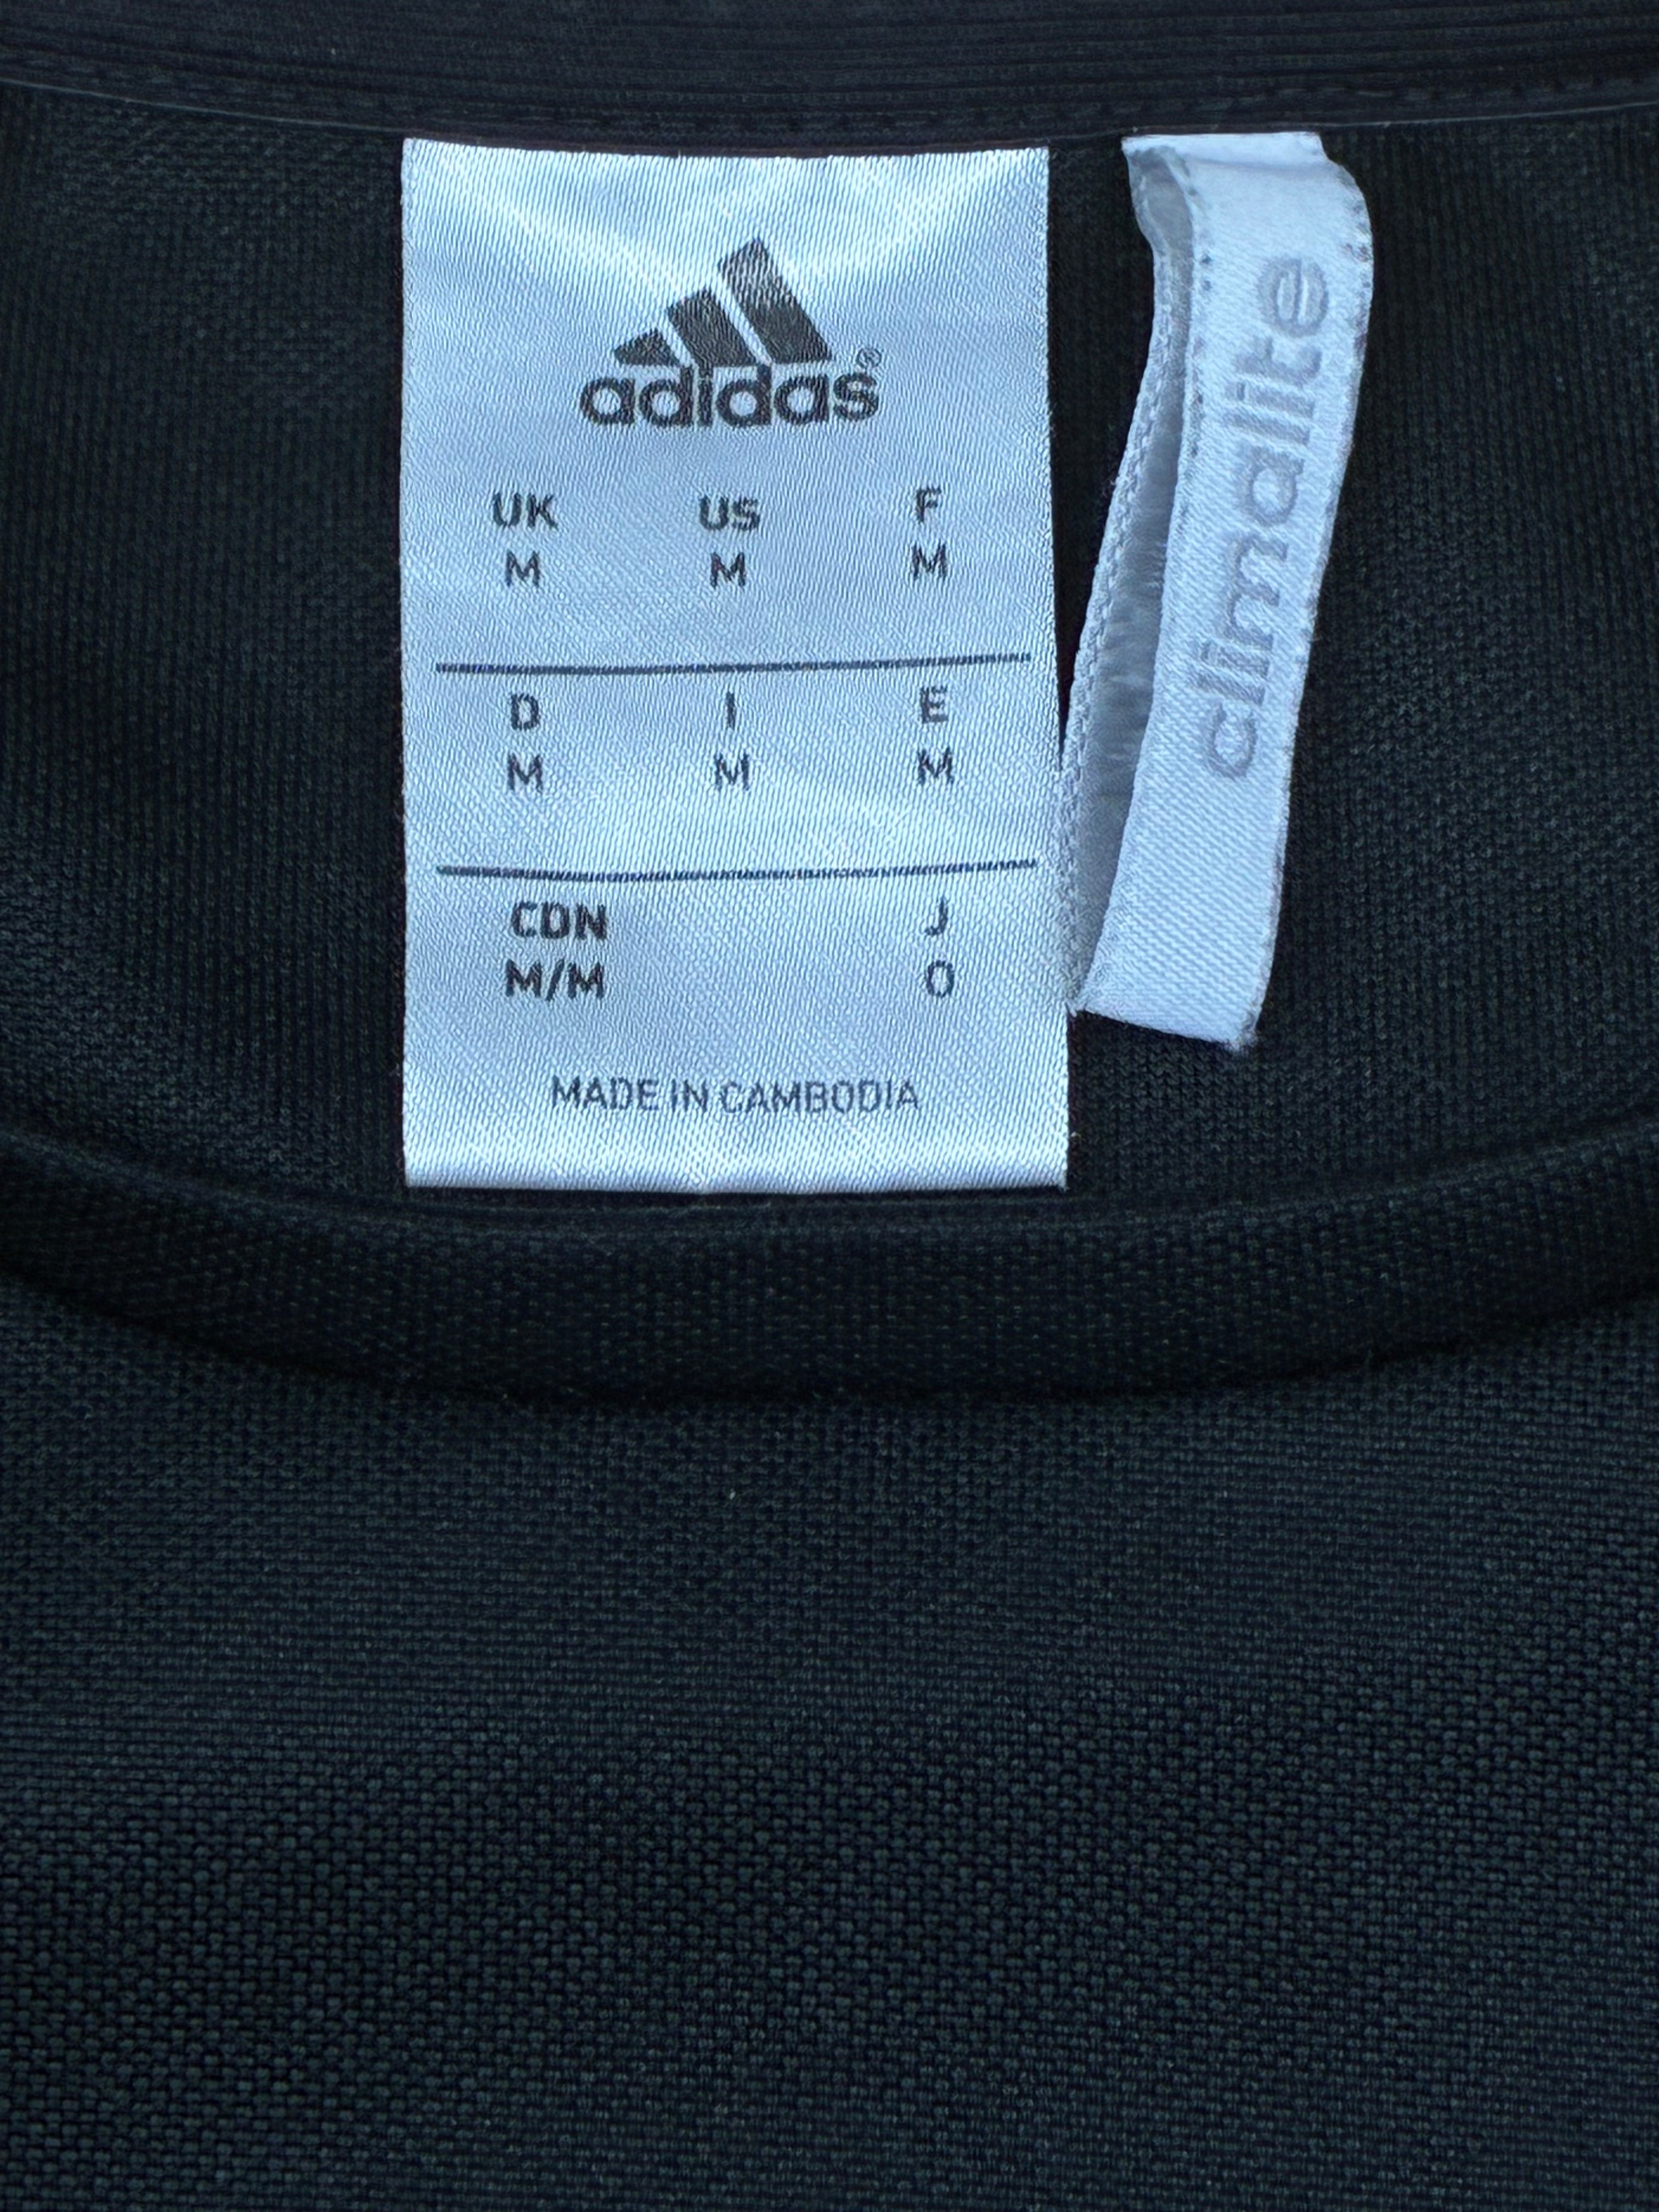 adidas®
UK US F
M M M
D I E
M M M
CDN J
M/M O
MADE IN CAMBODIA
climalite